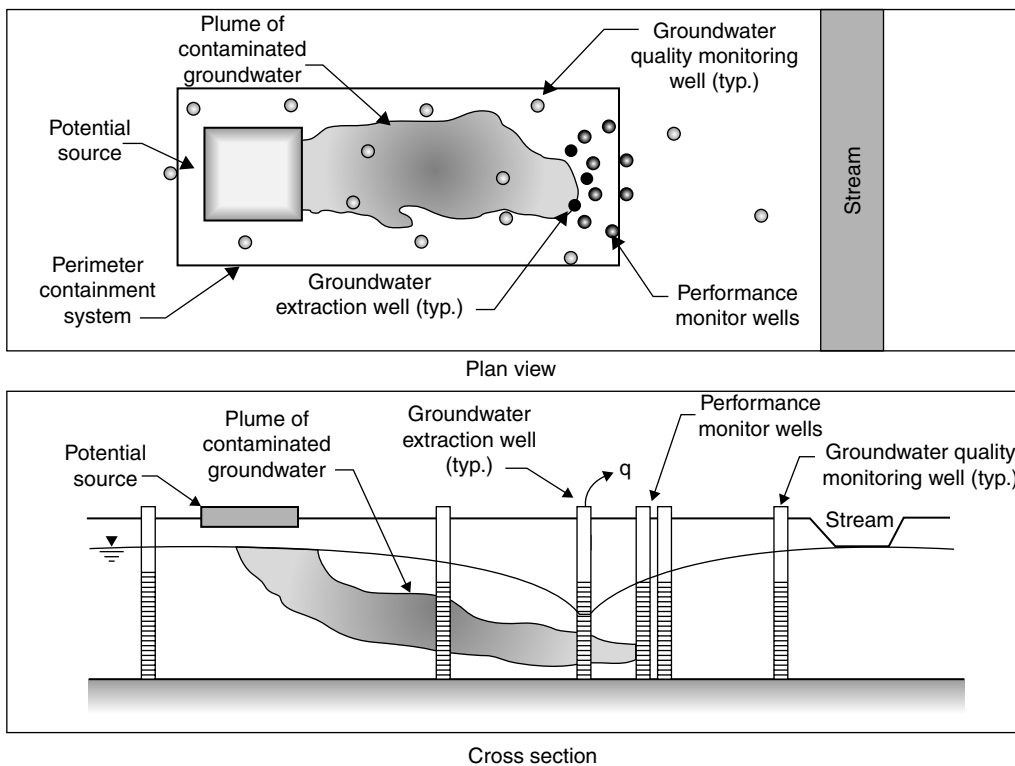 Plume of
contaminated
groundwater
Groundwater
quality monitoring
well (typ.)
Potential
source
Stream
Perimeter
containment
system
Groundwater
extraction well (typ.)
Performance
monitor wells
Plan view
Potential
source
Plume of
contaminated
groundwater
Groundwater
extraction well
(typ.)
q
Performance
monitor wells
Groundwater quality
monitoring well (typ.)
Stream
Cross section